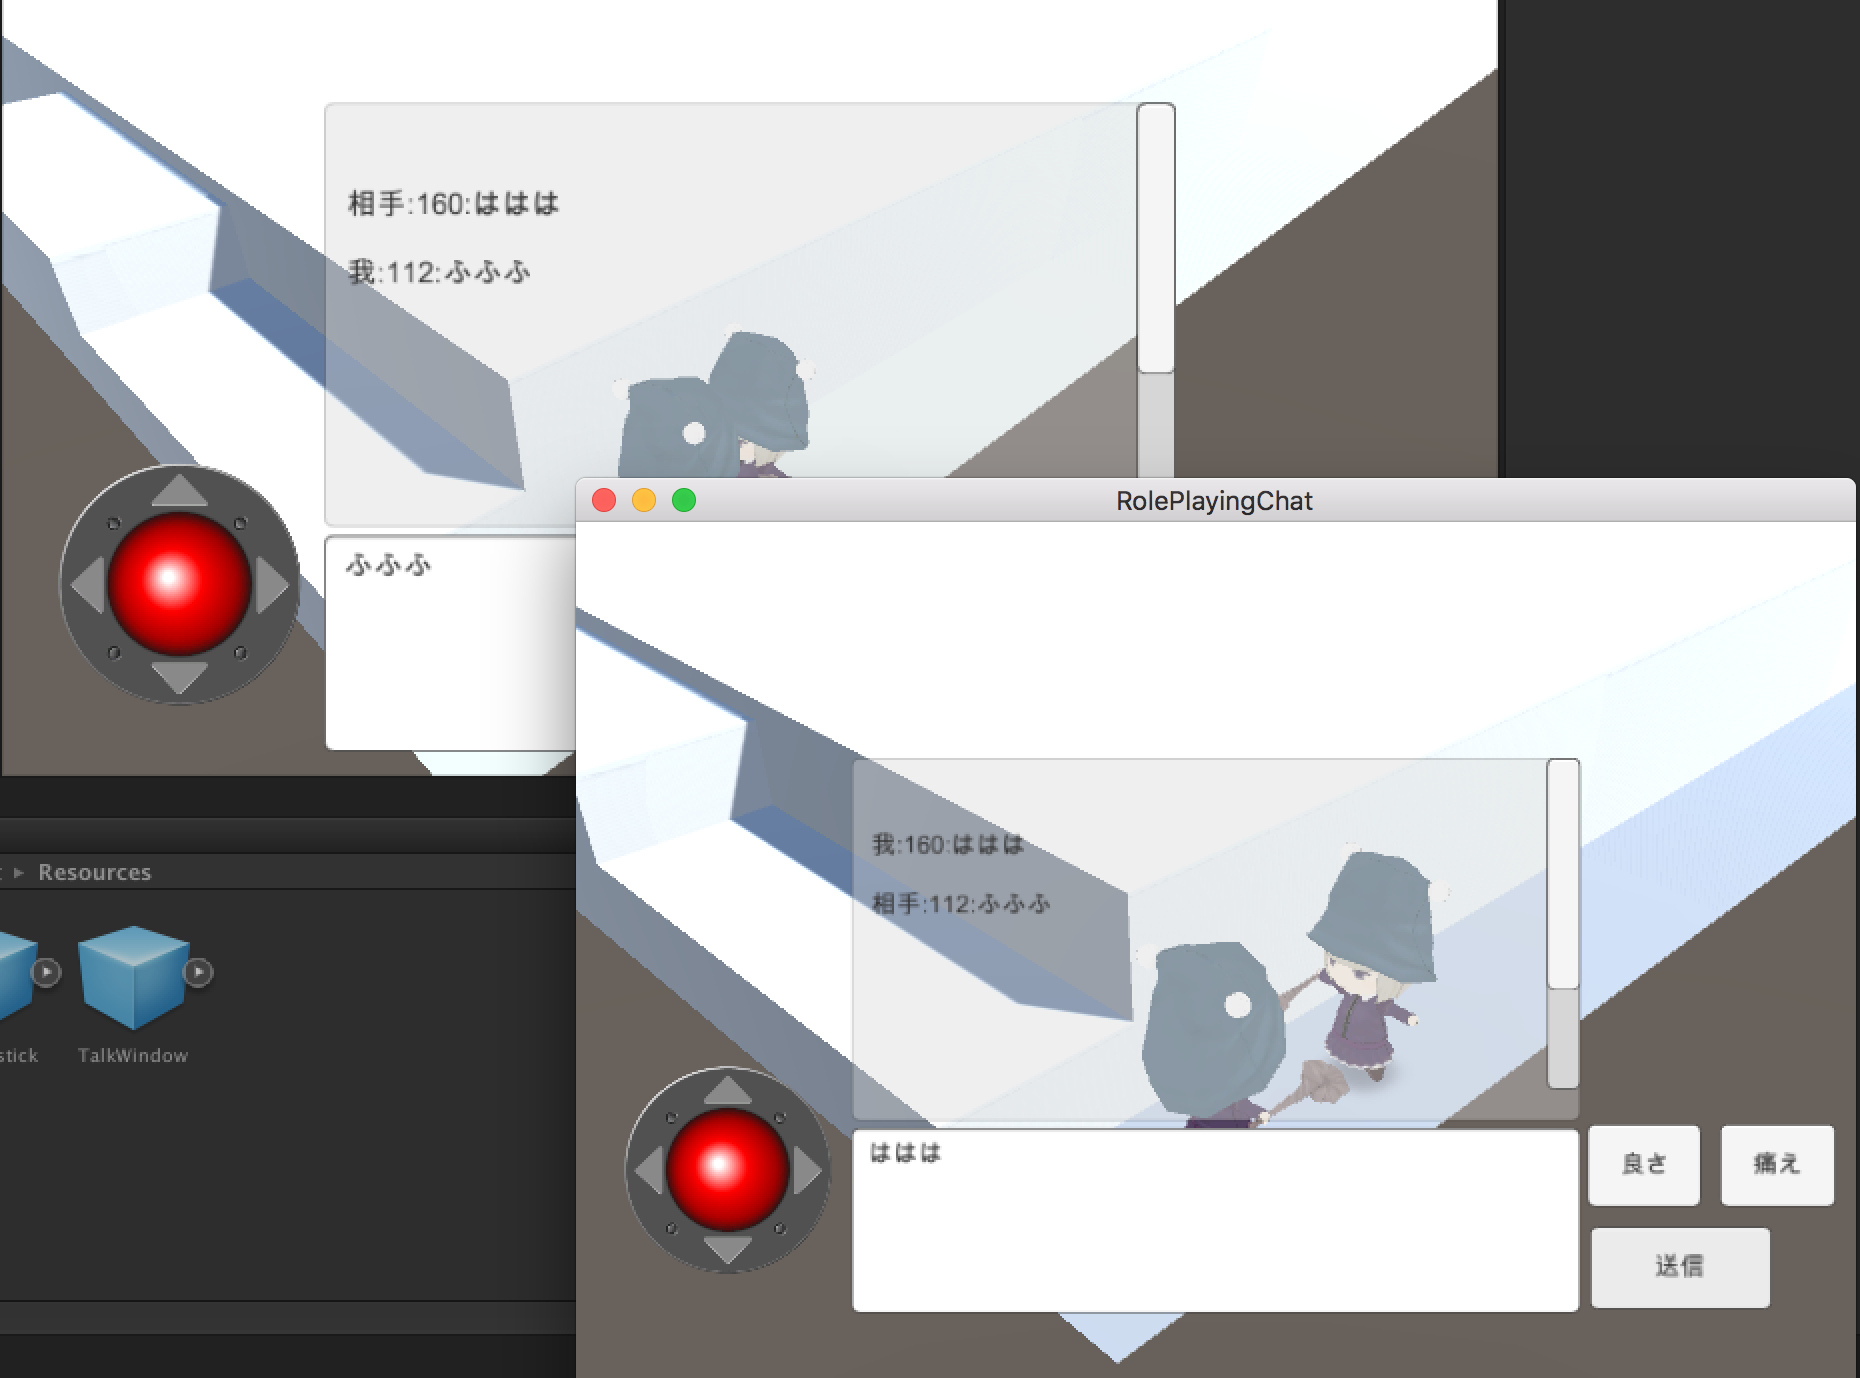 相手:160:ははは
我:112:ふふふ
ふふふ
RolePlayingChat
我:160:ははは
相手:112:ふふふ
ははは
良さ
痛え
送信
Resources
stick
TalkWindow